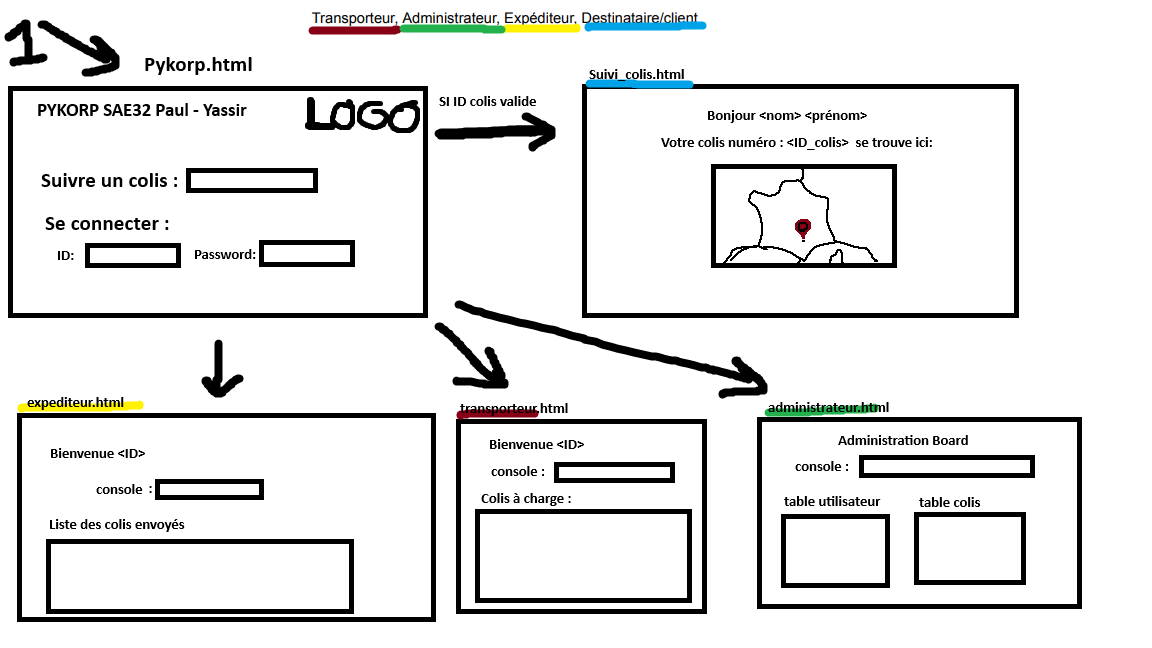 Transporteur, Administrateur, Expéditeur, Destinataire/client
1
Pykorp.html
PYKORP SAE32 Paul - Yassir
LOGO
Suivre un colis :
Se connecter :
ID:
Password:
SI ID colis valide
Suivi_colis.html
Bonjour <nom> <prénom>
Votre colis numéro : <ID_colis> se trouve ici:
expediteur.html
Bienvenue <ID>
console :
Liste des colis envoyés
transporteur.html
Bienvenue <ID>
console :
Colis à charge :
administrateur.html
Administration Board
console :
table utilisateur
table colis